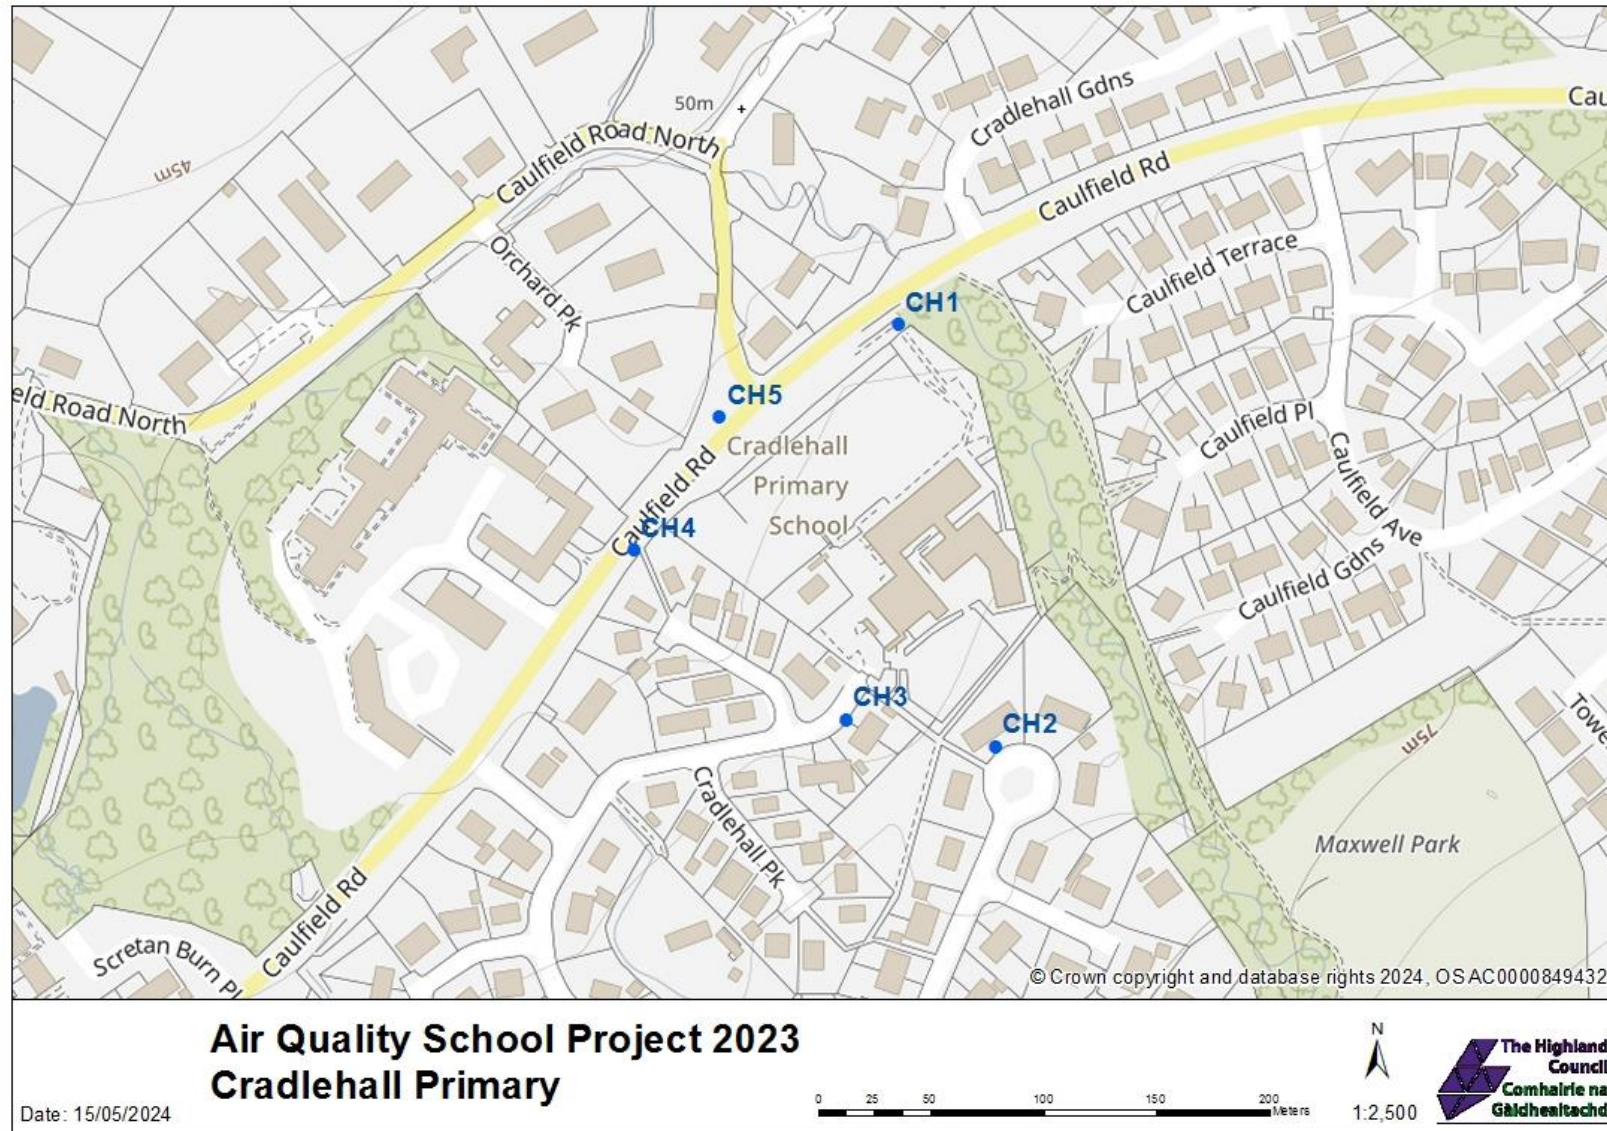 50m
45m
Caulfield Road North
Cradlehall Gdns
Cau
Caulfield Rd
Orchard Pk
Caulfield Terrace
CH1
eld Road North
CH5
Cradlehall
Primary
School
Caulfield Rd
CH4
Caulfield Pl
Caulfield Ave
Caulfield Gdns
CH3
CH2
Cradlehall Pk
75m
Towe
Maxwell Park
Caulfield Rd
Scretan Burn Pl
© Crown copyright and database rights 2024, OS AC0000849432
Air Quality School Project 2023
Cradlehall Primary
Date: 15/05/2024
0 25 50 100 150 200
Meters
N
1:2,500
The Highland
Council
Comhairle na
Gàidhealtachd